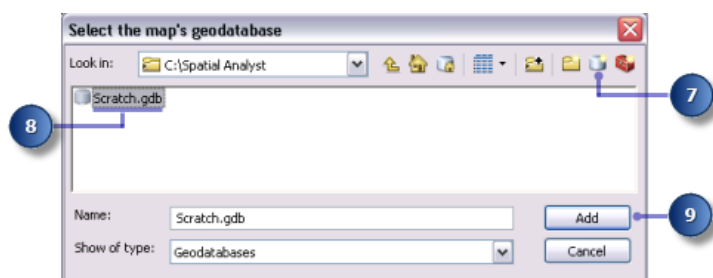 Select the map's geodatabase
Look in: C:\Spatial Analyst
7
Scratch.gdb
8
Name: Scratch.gdb Add
9
Show of type: Geodatabases Cancel